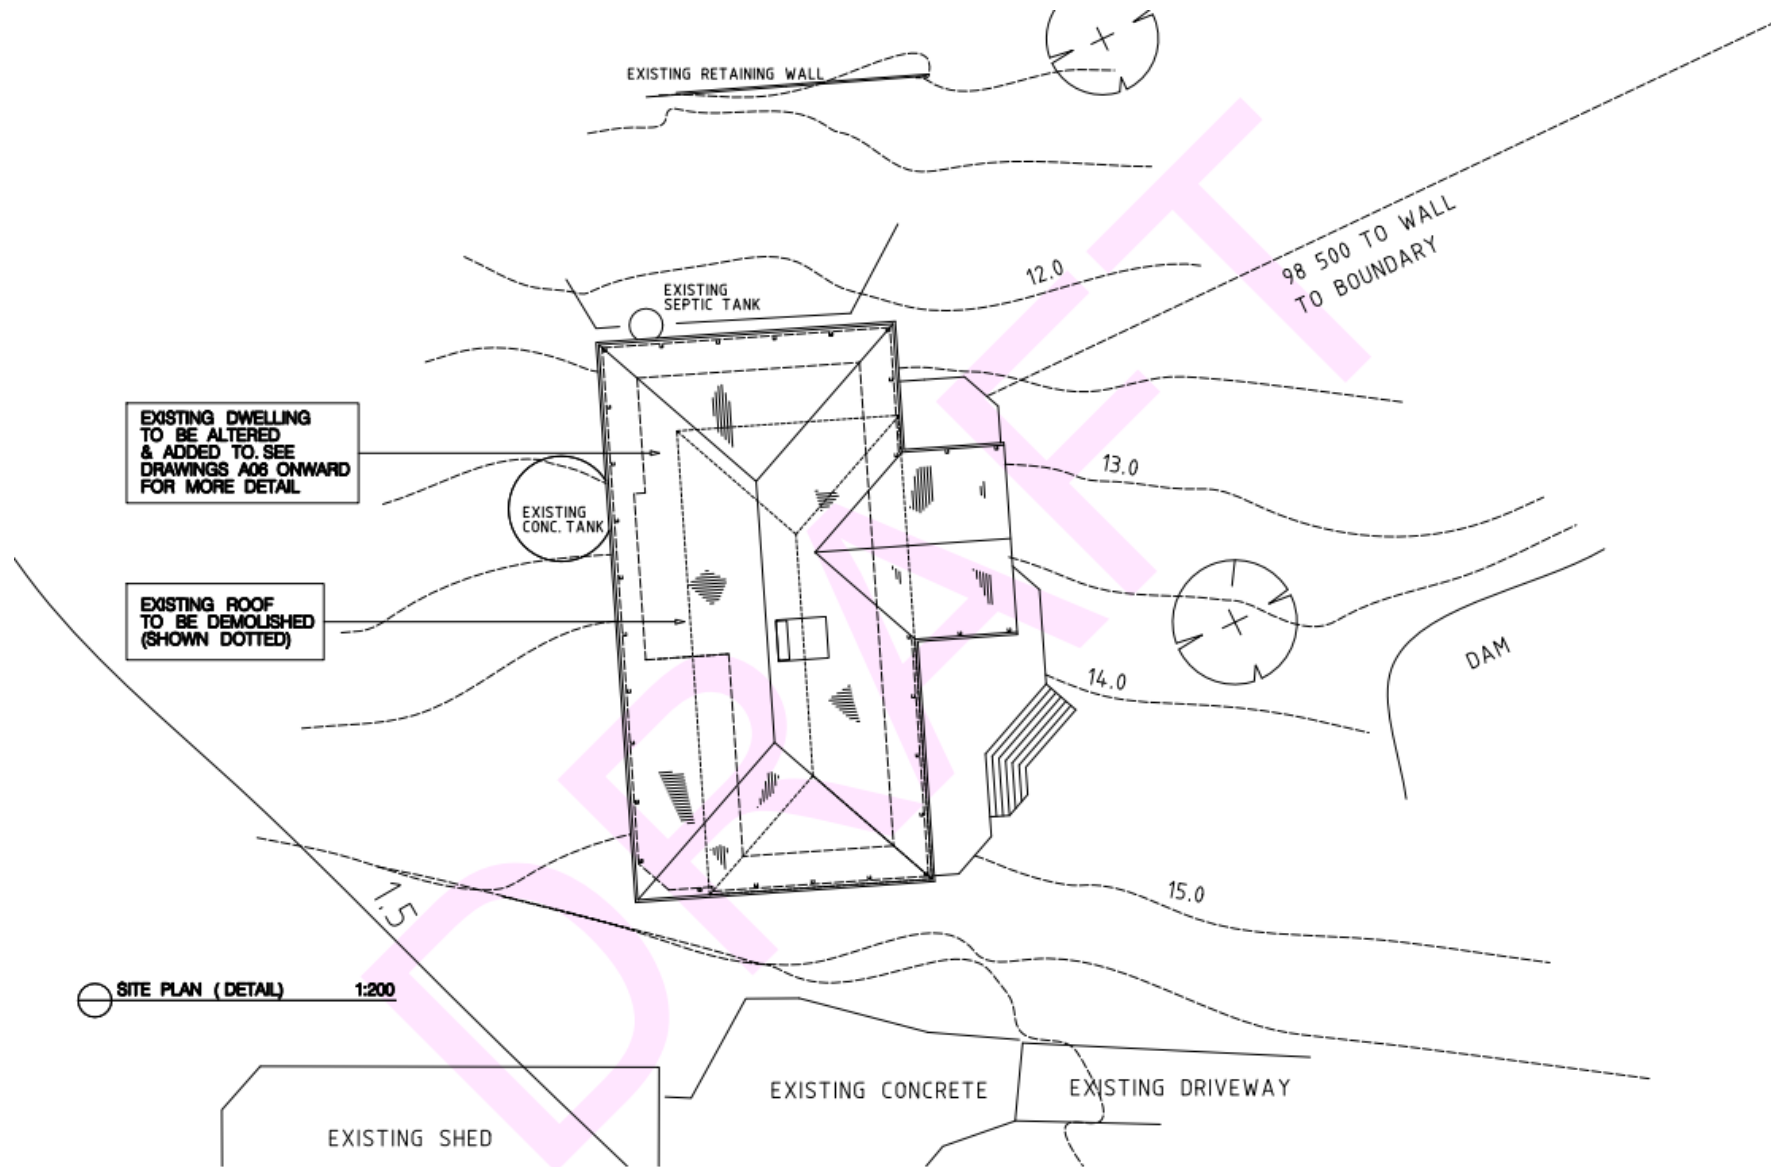 EXISTING RETAINING WALL
98 500 TO WALL
TO BOUNDARY
12.0
EXISTING
SEPTIC TANK
EXISTING DWELLING
TO BE ALTERED
& ADDED TO. SEE
DRAWINGS A06 ONWARD
FOR MORE DETAIL
13.0
EXISTING
CONC. TANK
EXISTING ROOF
TO BE DEMOLISHED
(SHOWN DOTTED)
DAM
14.0
15.0
1.5
SITE PLAN ( DETAIL) 1:200
EXISTING CONCRETE
EXISTING DRIVEWAY
EXISTING SHED
DRAFT